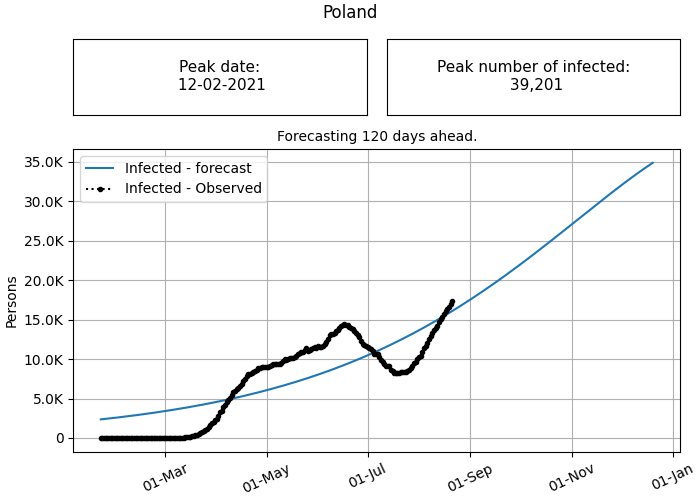 Poland
Peak date:
12-02-2021
Peak number of infected:
39,201
Forecasting 120 days ahead.
Infected - forecast
Infected - Observed
35.0K
30.0K
25.0K
20.0K
15.0K
10.0K
5.0K
0
Persons
01-Mar
01-May
01-Jul
01-Sep
01-Nov
01-Jan